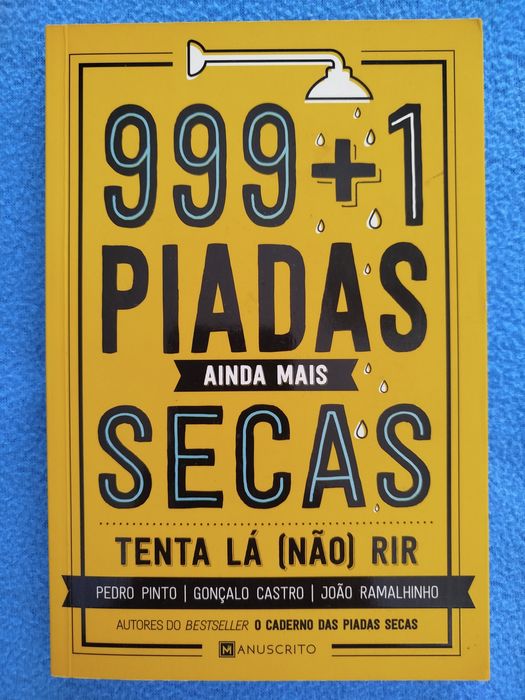 999+1
PIADAS
AINDA MAIS
SECAS
TENTA LÁ (NÃO) RIR
PEDRO PINTO | GONÇALO CASTRO | JOÃO RAMALHINHO
AUTORES DO BESTSELLER O CADERNO DAS PIADAS SECAS
MANUSCRITO